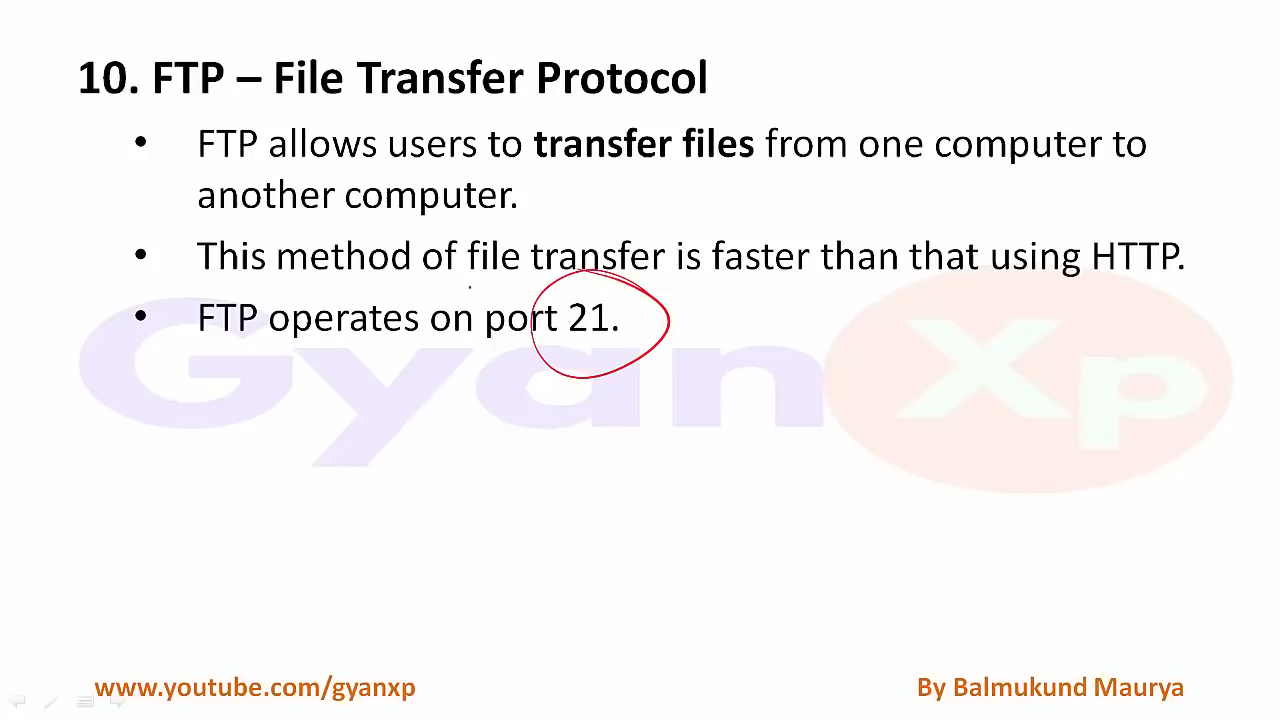 10. FTP – File Transfer Protocol
• FTP allows users to transfer files from one computer to
another computer.
• This method of file transfer is faster than that using HTTP.
• FTP operates on port 21.
Gyan Xp
www.youtube.com/gyanxp
By Balmukund Maurya